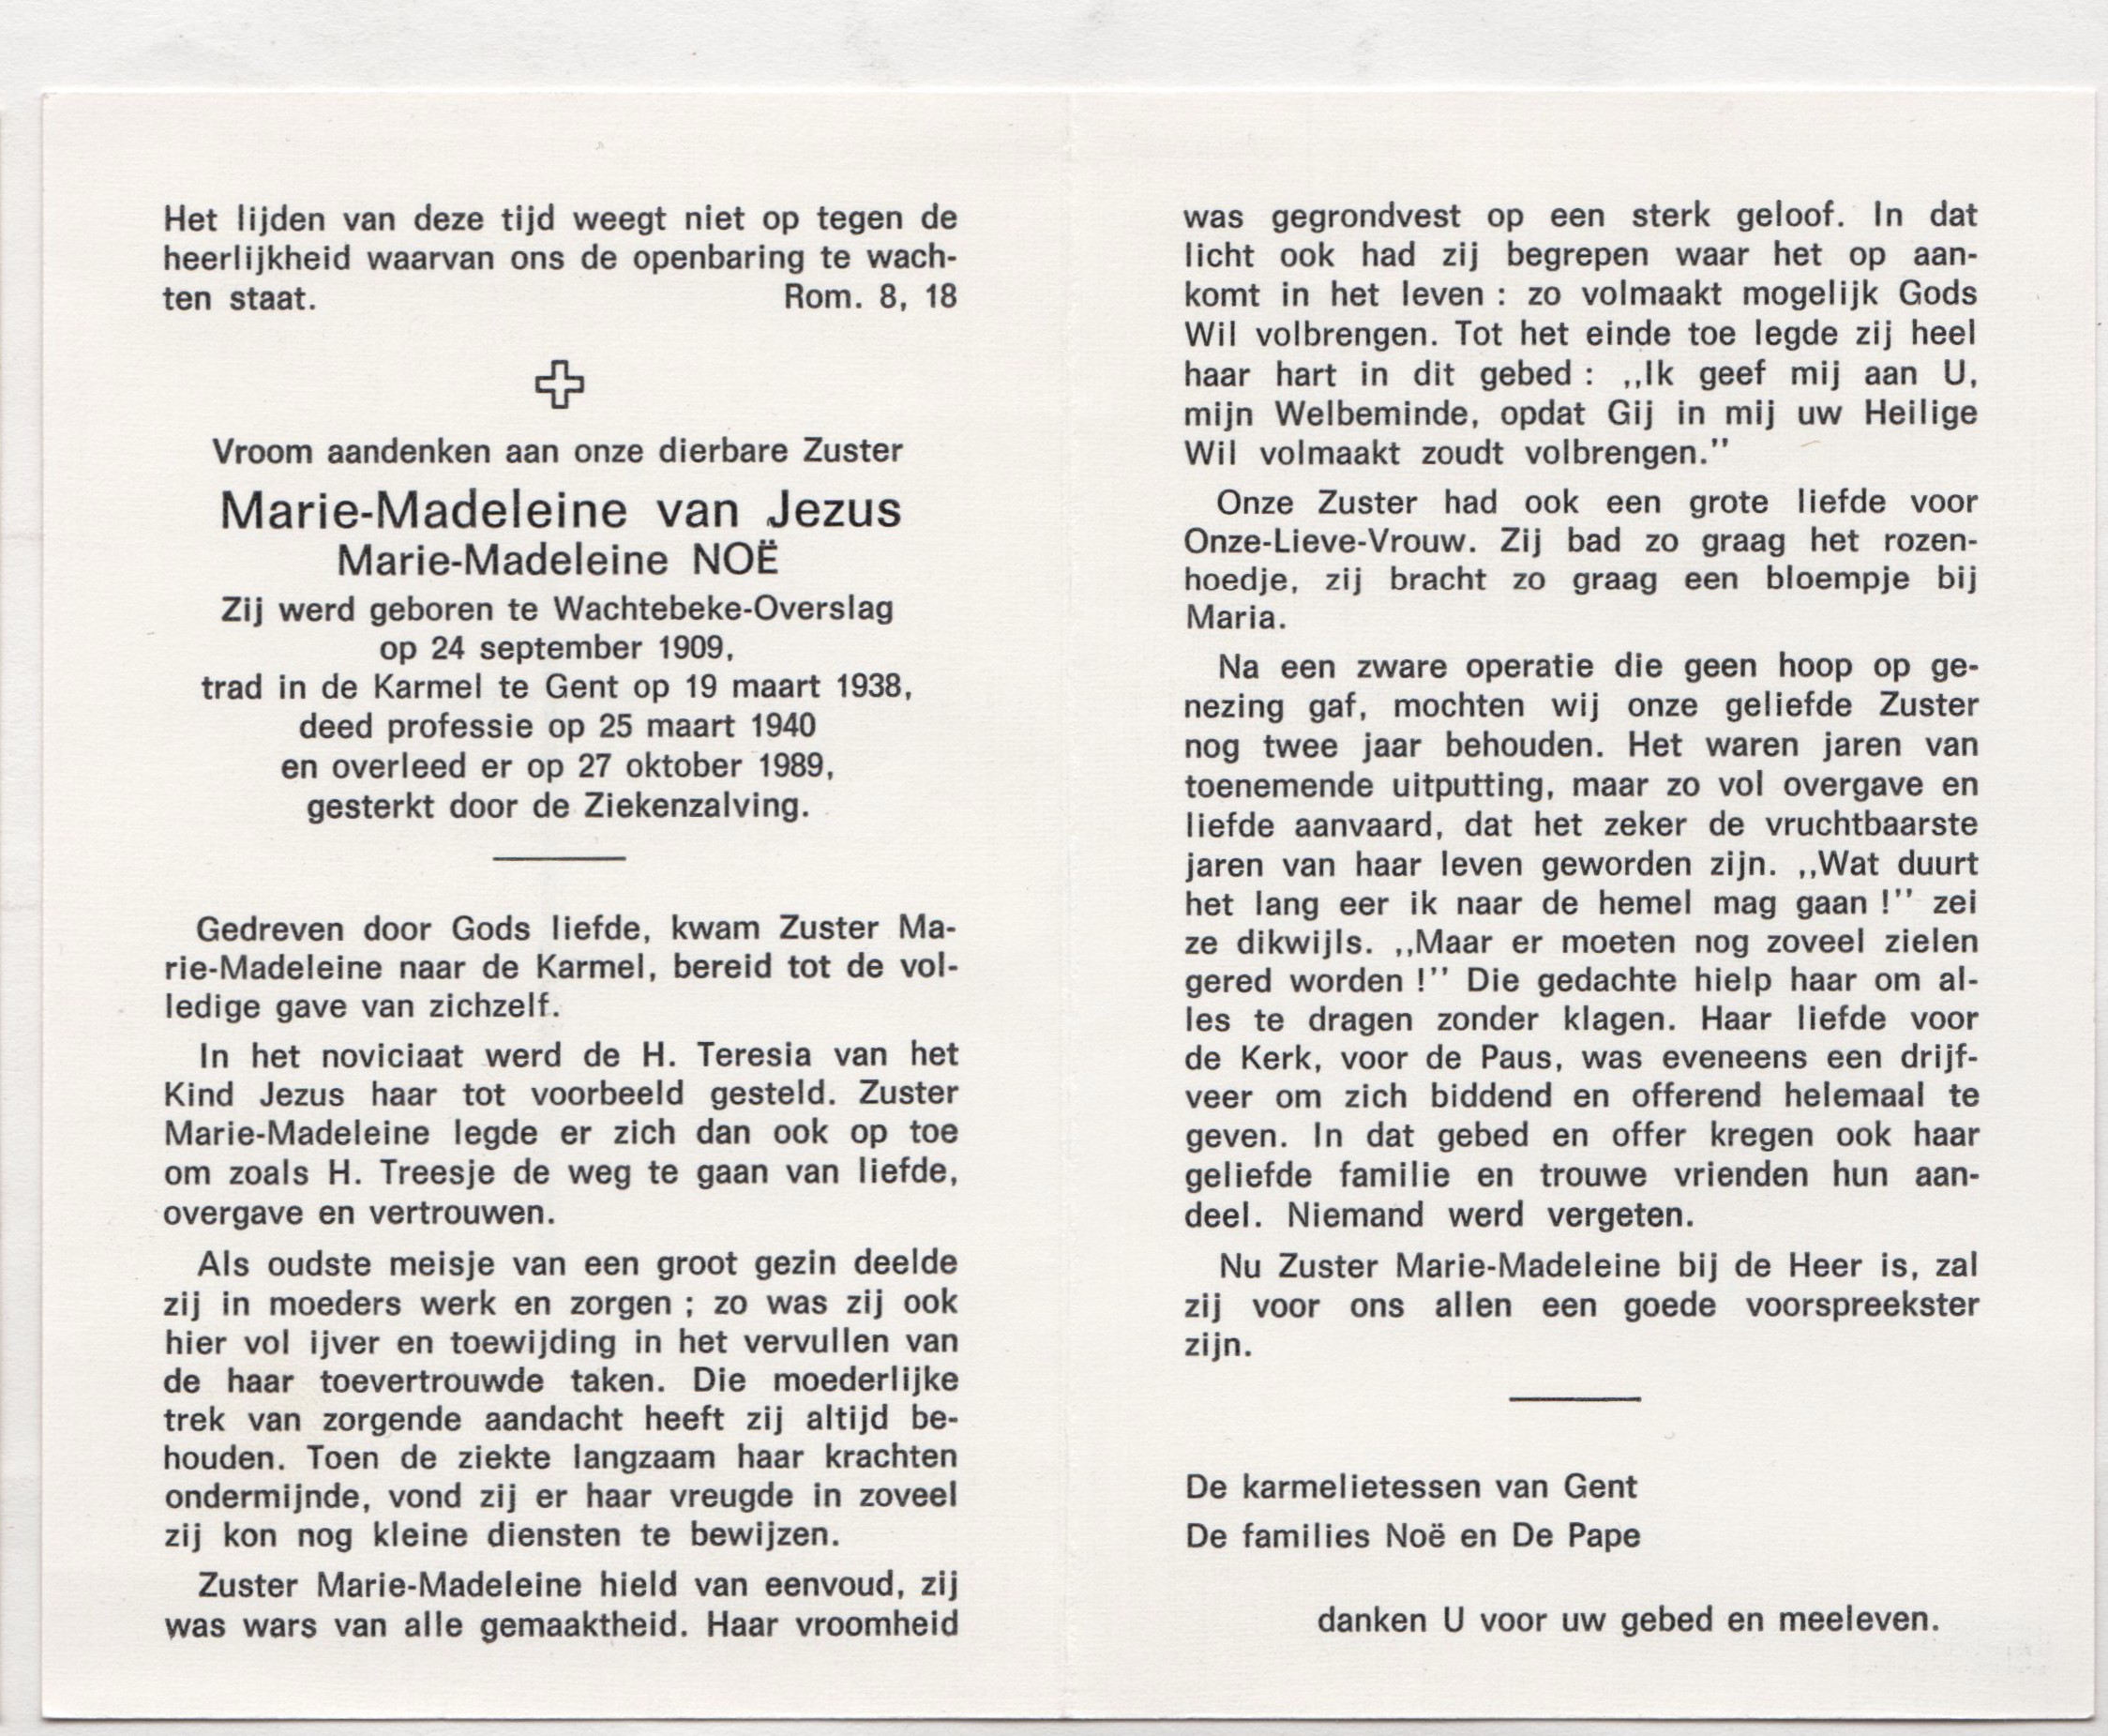 Het lijden van deze tijd weegt niet op tegen de
heerlijkheid waarvan ons de openbaring te wach-
ten staat. Rom. 8, 18
Vroom aandenken aan onze dierbare Zuster
Marie-Madeleine van Jezus
Marie-Madeleine NOË
Zij werd geboren te Wachtebeke-Overslag
op 24 september 1909,
trad in de Karmel te Gent op 19 maart 1938,
deed professie op 25 maart 1940
en overleed er op 27 oktober 1989,
gesterkt door de Ziekenzalving.
Gedreven door Gods liefde, kwam Zuster Ma-
rie-Madeleine naar de Karmel, bereid tot de vol-
ledige gave van zichzelf.
In het noviciaat werd de H. Teresia van het
Kind Jezus haar tot voorbeeld gesteld. Zuster
Marie-Madeleine legde er zich dan ook op toe
om zoals H. Treesje de weg te gaan van liefde,
overgave en vertrouwen.
Als oudste meisje van een groot gezin deelde
zij in moeders werk en zorgen ; zo was zij ook
hier vol ijver en toewijding in het vervullen van
de haar toevertrouwde taken. Die moederlijke
trek van zorgende aandacht heeft zij altijd be-
houden. Toen de ziekte langzaam haar krachten
ondermijnde, vond zij er haar vreugde in zoveel
zij kon nog kleine diensten te bewijzen.
Zuster Marie-Madeleine hield van eenvoud, zij
was wars van alle gemaaktheid. Haar vroomheid
was gegrondvest op een sterk geloof. In dat
licht ook had zij begrepen waar het op aan-
komt in het leven : zo volmaakt mogelijk Gods
Wil volbrengen. Tot het einde toe legde zij heel
haar hart in dit gebed : ,,Ik geef mij aan U,
mijn Welbeminde, opdat Gij in mij uw Heilige
Wil volmaakt zoudt volbrengen.''
Onze Zuster had ook een grote liefde voor
Onze-Lieve-Vrouw. Zij bad zo graag het rozen-
hoedje, zij bracht zo graag een bloempje bij
Maria.
Na een zware operatie die geen hoop op ge-
nezing gaf, mochten wij onze geliefde Zuster
nog twee jaar behouden. Het waren jaren van
toenemende uitputting, maar zo vol overgave en
liefde aanvaard, dat het zeker de vruchtbaarste
jaren van haar leven geworden zijn. ,,Wat duurt
het lang eer ik naar de hemel mag gaan !'' zei
ze dikwijls. ,,Maar er moeten nog zoveel zielen
gered worden !'' Die gedachte hielp haar om al-
les te dragen zonder klagen. Haar liefde voor
de Kerk, voor de Paus, was eveneens een drijf-
veer om zich biddend en offerend helemaal te
geven. In dat gebed en offer kregen ook haar
geliefde familie en trouwe vrienden hun aan-
deel. Niemand werd vergeten.
Nu Zuster Marie-Madeleine bij de Heer is, zal
zij voor ons allen een goede voorspreekster
zijn.
De karmelietessen van Gent
De families Noë en De Pape
danken U voor uw gebed en meeleven.